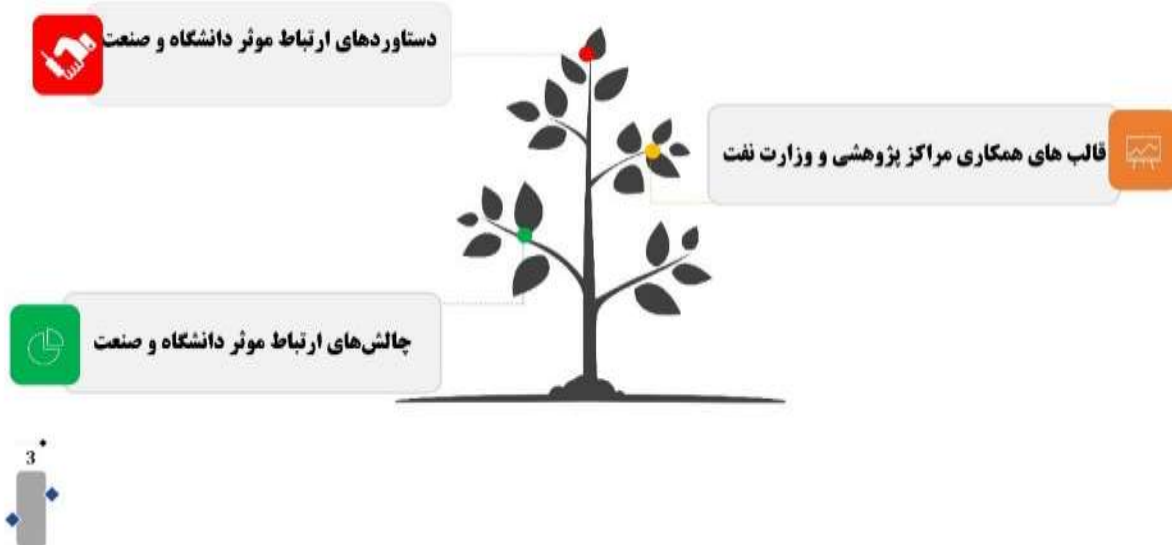 دستاوردهای ارتباط موثر دانشگاه و صنعت
قالب های همکاری مراکز پژوهشی و وزارت نفت
چالش‌های ارتباط موثر دانشگاه و صنعت
3